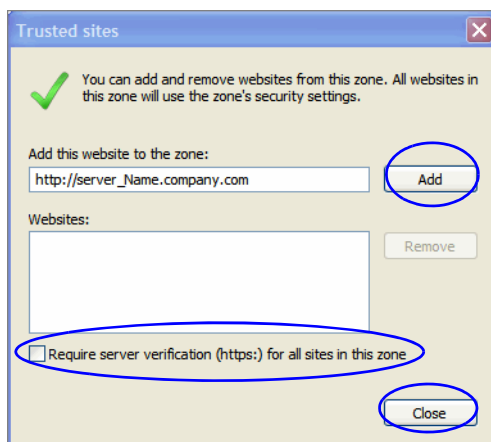 Trusted sites
You can add and remove websites from this zone. All websites in
this zone will use the zone's security settings.
Add this website to the zone:
http://server_Name.company.com
Add
Websites:
Remove
Require server verification (https:) for all sites in this zone
Close